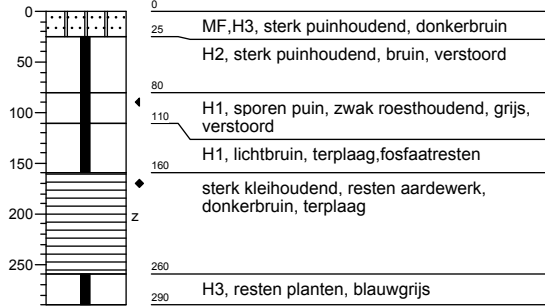 0
0
MF,H3, sterk puinhoudend, donkerbruin
25
H2, sterk puinhoudend, bruin, verstoord
50
80
H1, sporen puin, zwak roesthoudend, grijs,
verstoord
100
110
H1, lichtbruin, terplaag,fosfaatresten
150
160
sterk kleihoudend, resten aardewerk,
donkerbruin, terplaag
200
z
250
260
H3, resten planten, blauwgrijs
290